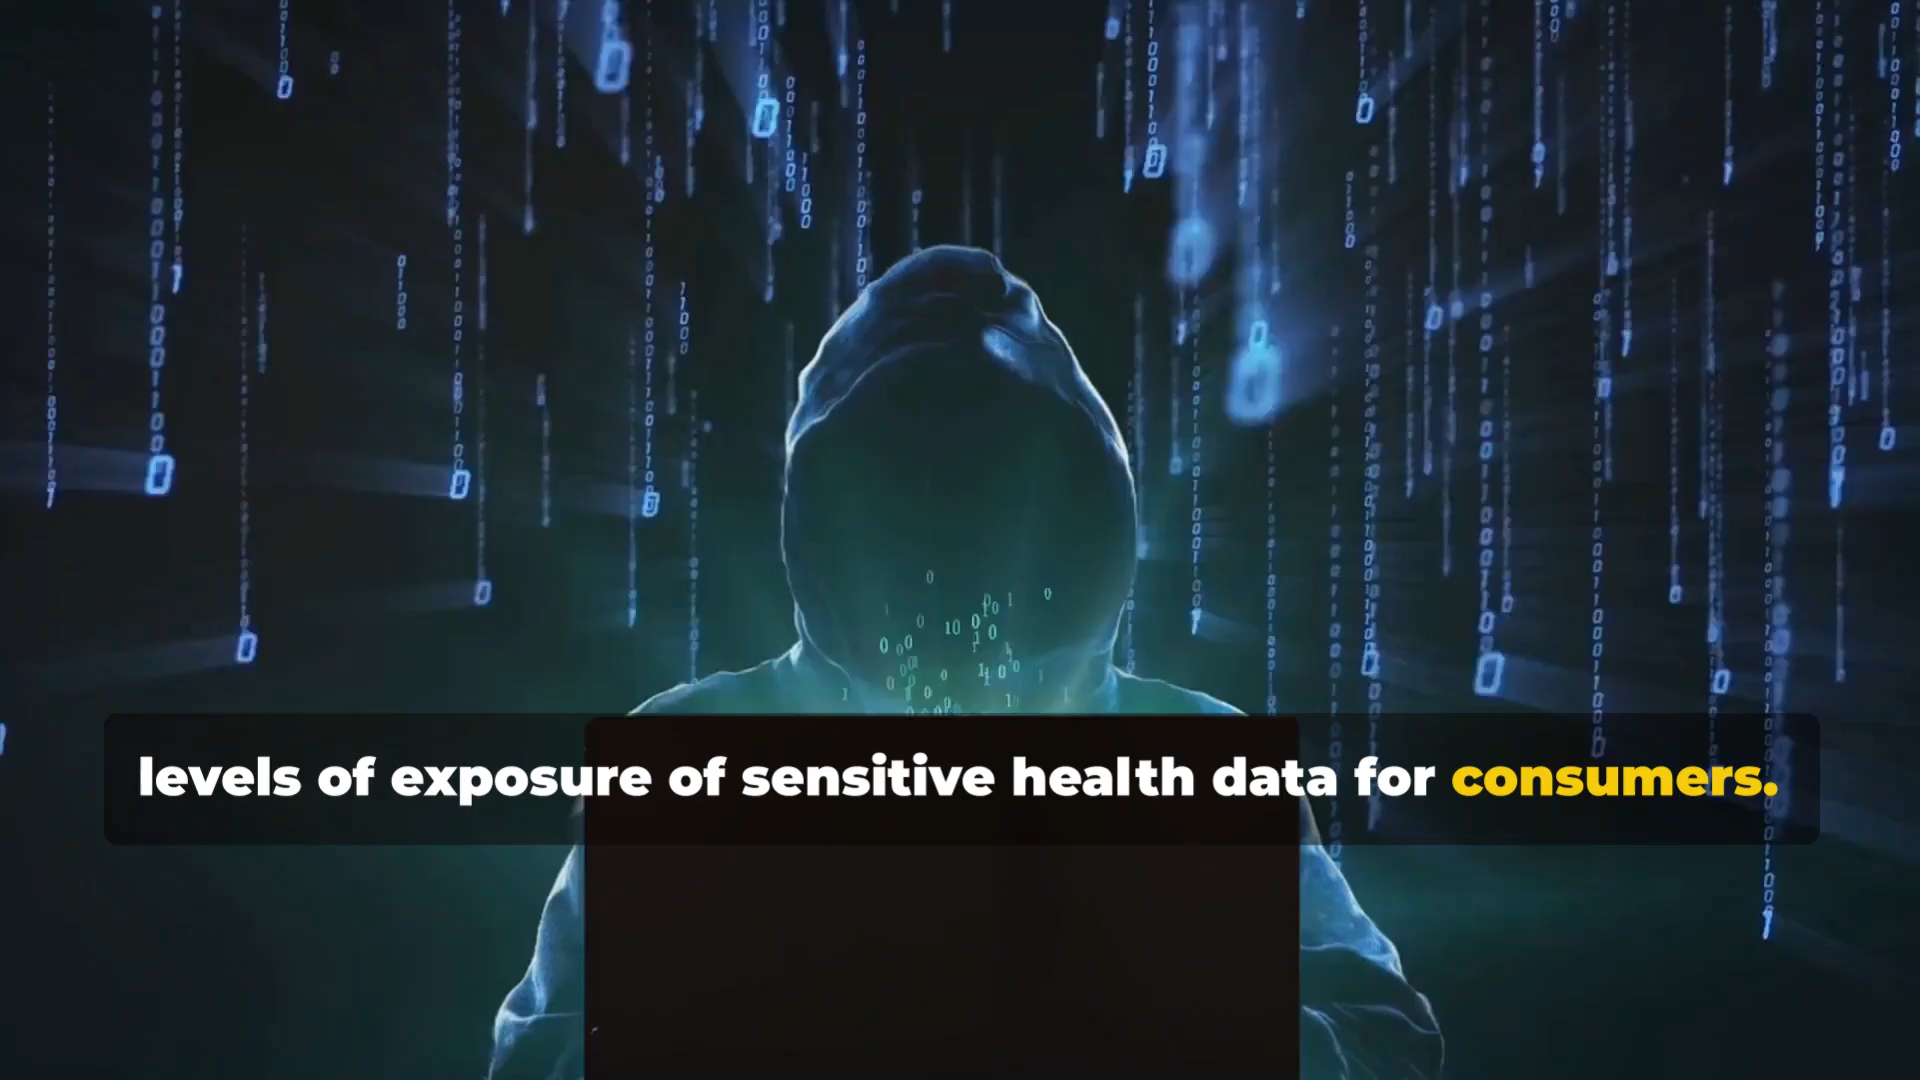 levels of exposure of sensitive health data for consumers.